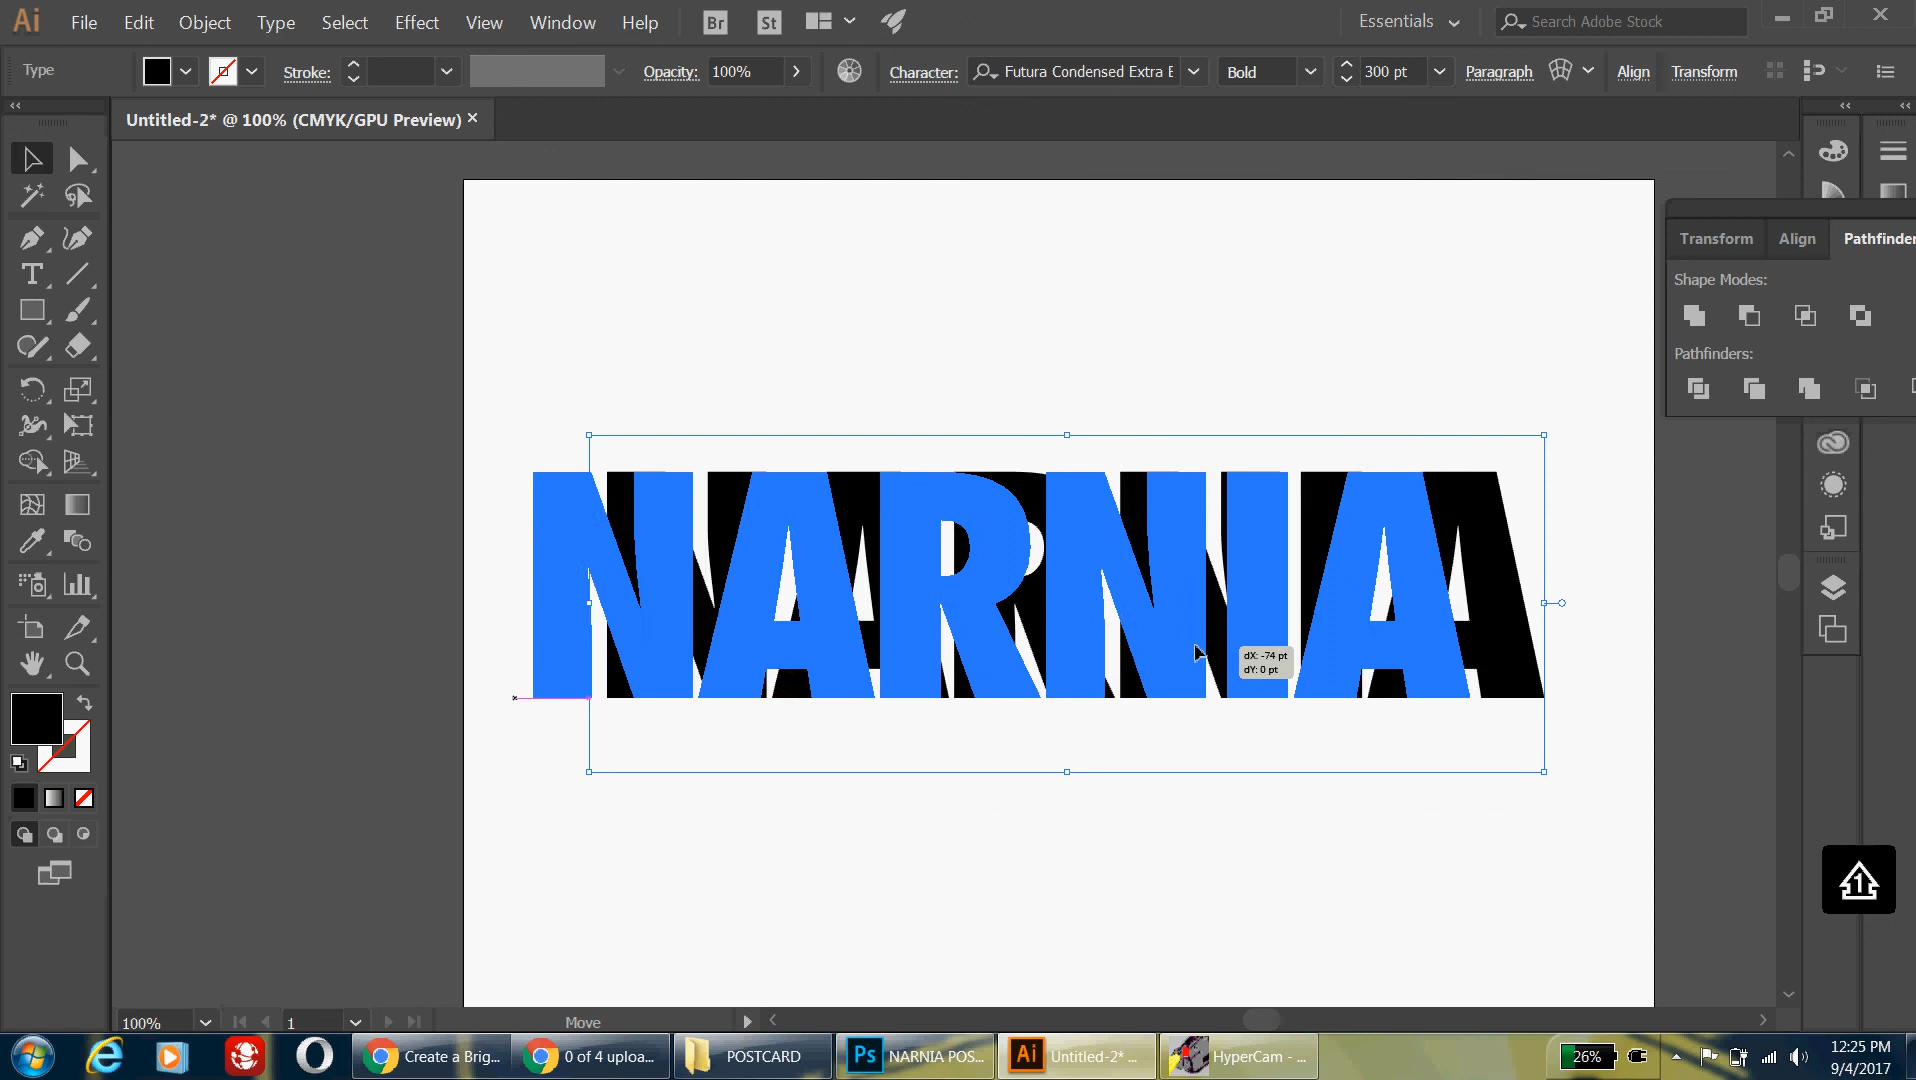 Ai File Edit Object Type Select Effect View Window Help Br St Essentials Search Adobe Stock
Type Stroke: Opacity: 100% Character: Futura Condensed Extra E Bold 300 pt Paragraph Align Transform
Untitled-2* @ 100% (CMYK/GPU Preview) ×
Transform Align Pathfinder
Shape Modes:
Pathfinders:
NARNIA
NARNIA
dX: -74 pt
dY: 0 pt
100% 1 Move
Create a Brig... 0 of 4 uploa... POSTCARD Ps NARNIA POS... Ai Untitled-2* ... HyperCam - ... 26% 12:25 PM
9/4/2017